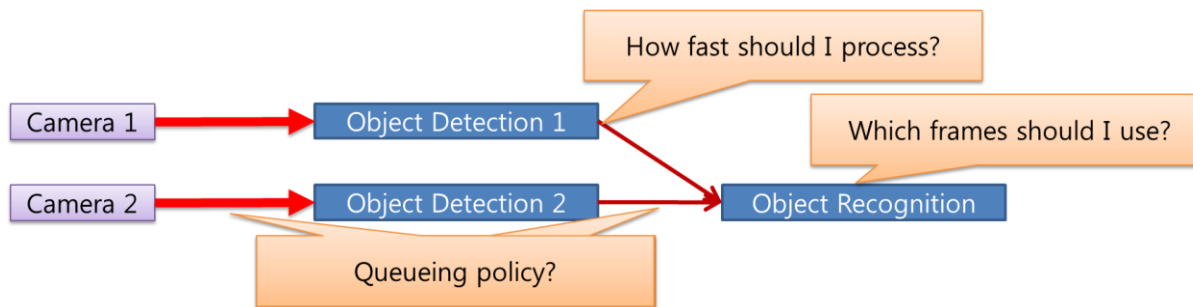 How fast should I process?
Camera 1
Object Detection 1
Which frames should I use?
Camera 2
Object Detection 2
Object Recognition
Queueing policy?